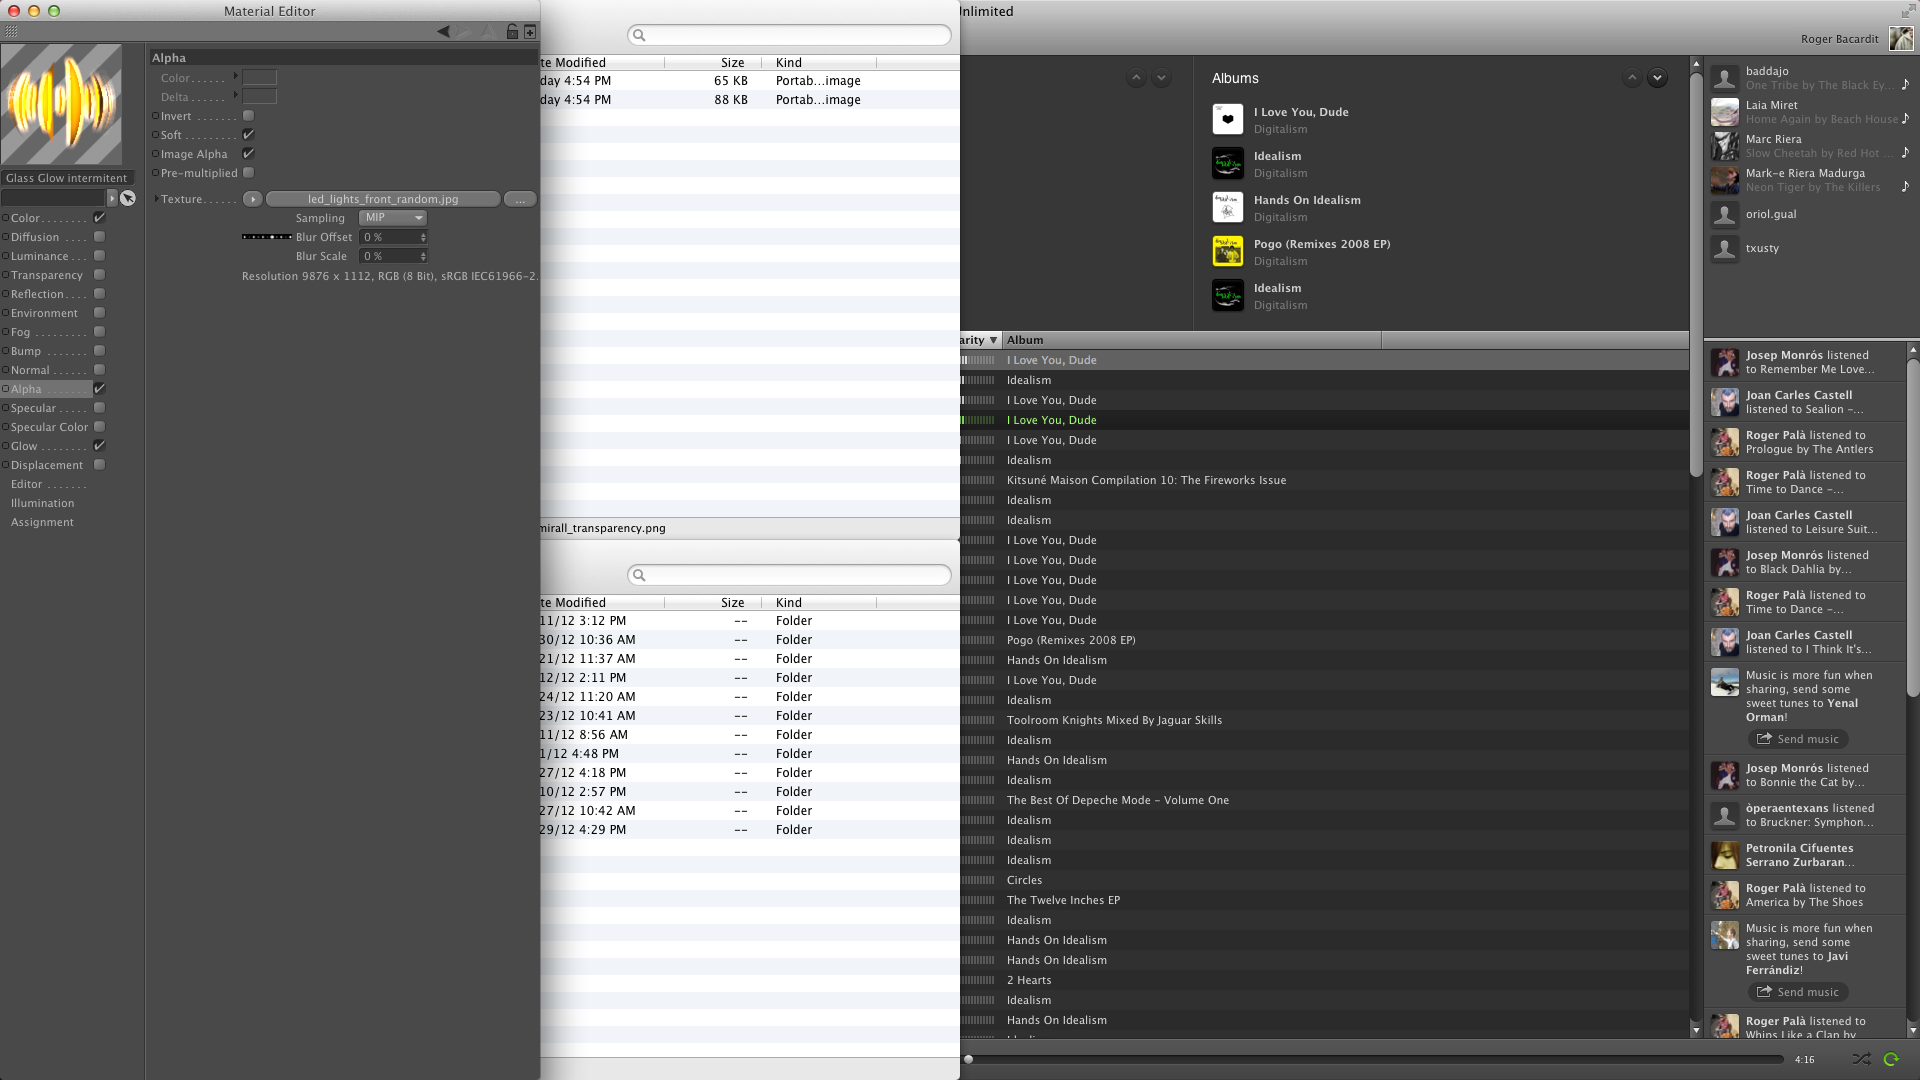 Material Editor
Alpha
Color
Delta
Invert
Soft
Image Alpha
Pre-multiplied
Texture
led_lights_front_random.jpg
...
Sampling MIP
Blur Offset 0 %
Blur Scale 0 %
Resolution 9876 x 1112, RGB (8 Bit), sRGB IEC61966-2.
Glass Glow intermitent
Color
Diffusion
Luminance
Transparency
Reflection
Environment
Fog
Bump
Normal
Alpha
Specular
Specular Color
Glow
Displacement
Editor
Illumination
Assignment
te Modified Size Kind
day 4:54 PM 65 KB Portab...image
day 4:54 PM 88 KB Portab...image
mirall_transparency.png
te Modified Size Kind
11/12 3:12 PM -- Folder
30/12 10:36 AM -- Folder
21/12 11:37 AM -- Folder
12/12 2:11 PM -- Folder
24/12 11:20 AM -- Folder
23/12 10:41 AM -- Folder
11/12 8:56 AM -- Folder
1/12 4:48 PM -- Folder
27/12 4:18 PM -- Folder
10/12 2:57 PM -- Folder
27/12 10:42 AM -- Folder
29/12 4:29 PM -- Folder
Unlimited
Roger Bacardit
Albums
I Love You, Dude
Digitalism
Idealism
Digitalism
Hands On Idealism
Digitalism
Pogo (Remixes 2008 EP)
Digitalism
Idealism
Digitalism
arity Album
I Love You, Dude
Idealism
I Love You, Dude
I Love You, Dude
I Love You, Dude
Idealism
Kitsuné Maison Compilation 10: The Fireworks Issue
Idealism
Idealism
I Love You, Dude
I Love You, Dude
I Love You, Dude
I Love You, Dude
I Love You, Dude
Pogo (Remixes 2008 EP)
Hands On Idealism
I Love You, Dude
Idealism
Toolroom Knights Mixed By Jaguar Skills
Idealism
Hands On Idealism
Idealism
The Best Of Depeche Mode – Volume One
Idealism
Idealism
Idealism
Circles
The Twelve Inches EP
Idealism
Hands On Idealism
Hands On Idealism
2 Hearts
Idealism
Hands On Idealism
4:16
baddajo
One Tribe by The Black Ey...
Laia Miret
Home Again by Beach House
Marc Riera
Slow Cheetah by Red Hot ...
Mark-e Riera Madurga
Neon Tiger by The Killers
oriol.gual
txusty
Josep Monrós listened
to Remember Me Love...
Joan Carles Castell
listened to Sealion –...
Roger Palà listened to
Prologue by The Antlers
Roger Palà listened to
Time to Dance –...
Joan Carles Castell
listened to Leisure Suit...
Josep Monrós listened
to Black Dahlia by...
Roger Palà listened to
Time to Dance –...
Joan Carles Castell
listened to I Think It's...
Music is more fun when
sharing, send some
sweet tunes to Yenal
Orman!
Send music
Josep Monrós listened
to Bonnie the Cat by...
òperaentexans listened
to Bruckner: Symphon...
Petronila Cifuentes
Serrano Zurbaran...
Roger Palà listened to
America by The Shoes
Music is more fun when
sharing, send some
sweet tunes to Javi
Ferrándiz!
Send music
Roger Palà listened to
Whips Like a Clap by